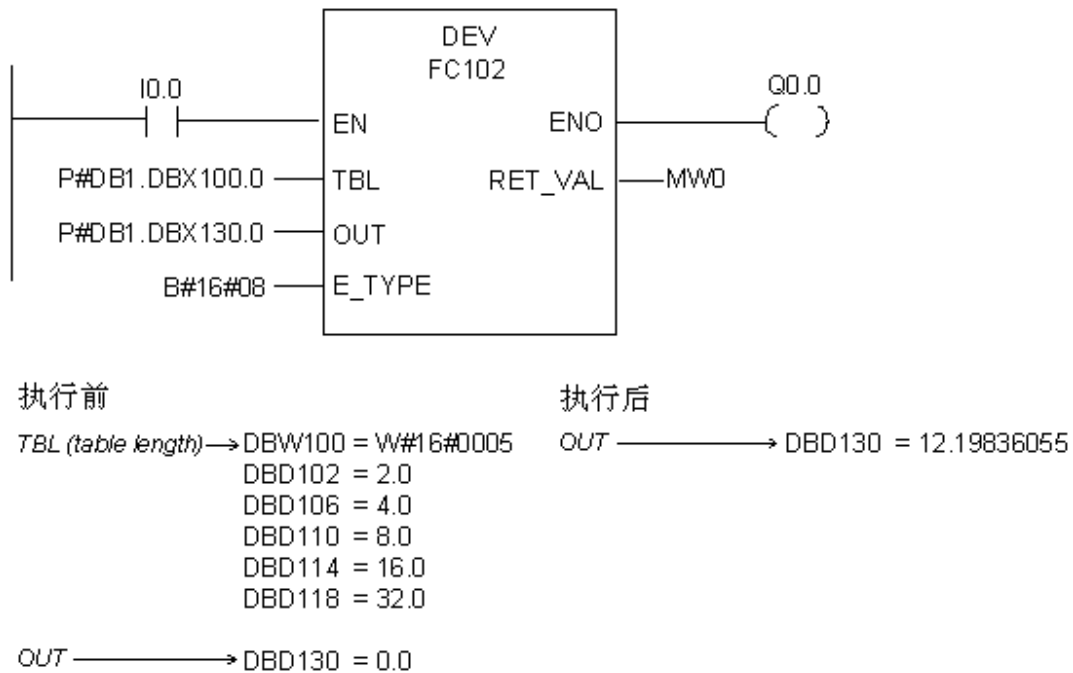 DEV
FC102
I0.0
Q0.0
EN
ENO
P#DB1.DBX100.0
TBL
RET_VAL
MW0
P#DB1.DBX130.0
OUT
B#16#08
E_TYPE
执行前
执行后
TBL (table length) DBW100 = W#16#0005
OUT DBD130 = 12.19836055
DBD102 = 2.0
DBD106 = 4.0
DBD110 = 8.0
DBD114 = 16.0
DBD118 = 32.0
OUT DBD130 = 0.0